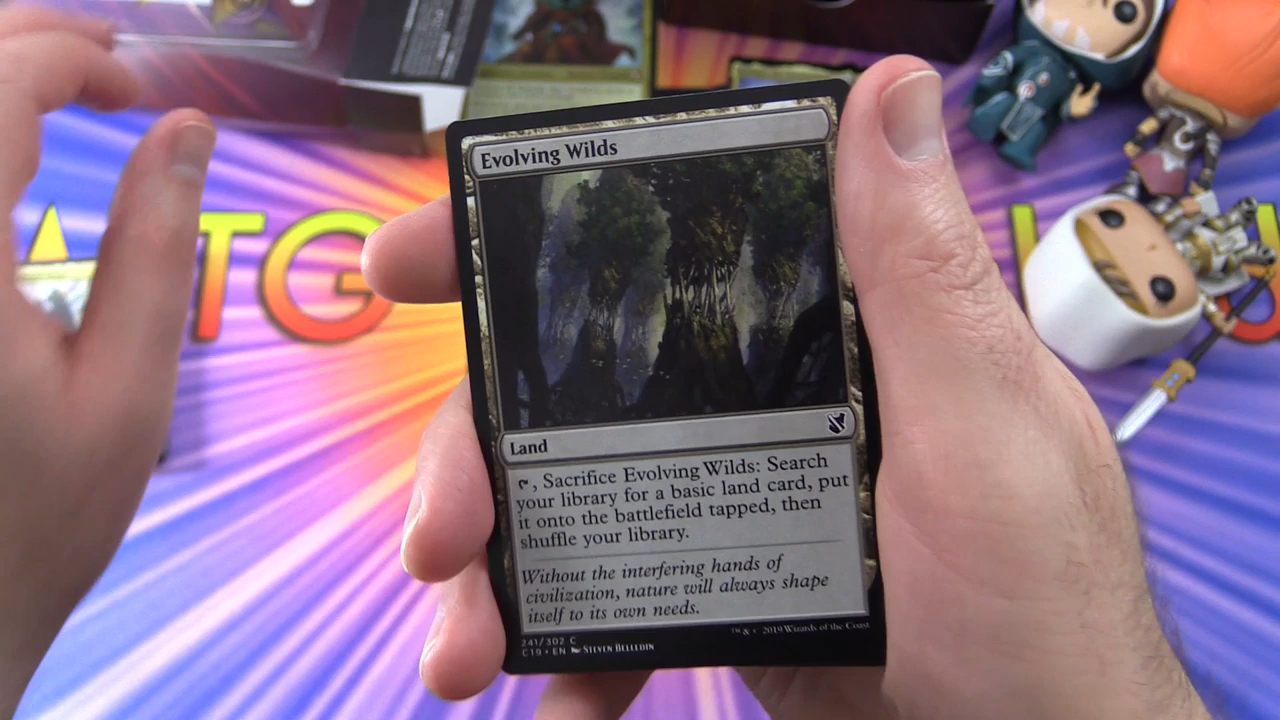 Evolving Wilds
TG
Land
, Sacrifice Evolving Wilds: Search
your library for a basic land card, put
it onto the battlefield tapped, then
shuffle your library.
Without the interfering hands of
civilization, nature will always shape
itself to its own needs.
241/302 C
C19 • EN Steven Belledin
™ & © 2019 Wizards of the Coast